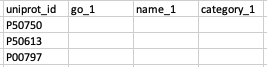 uniprot_id go_1 name_1 category_1
P50750
P50613
P00797